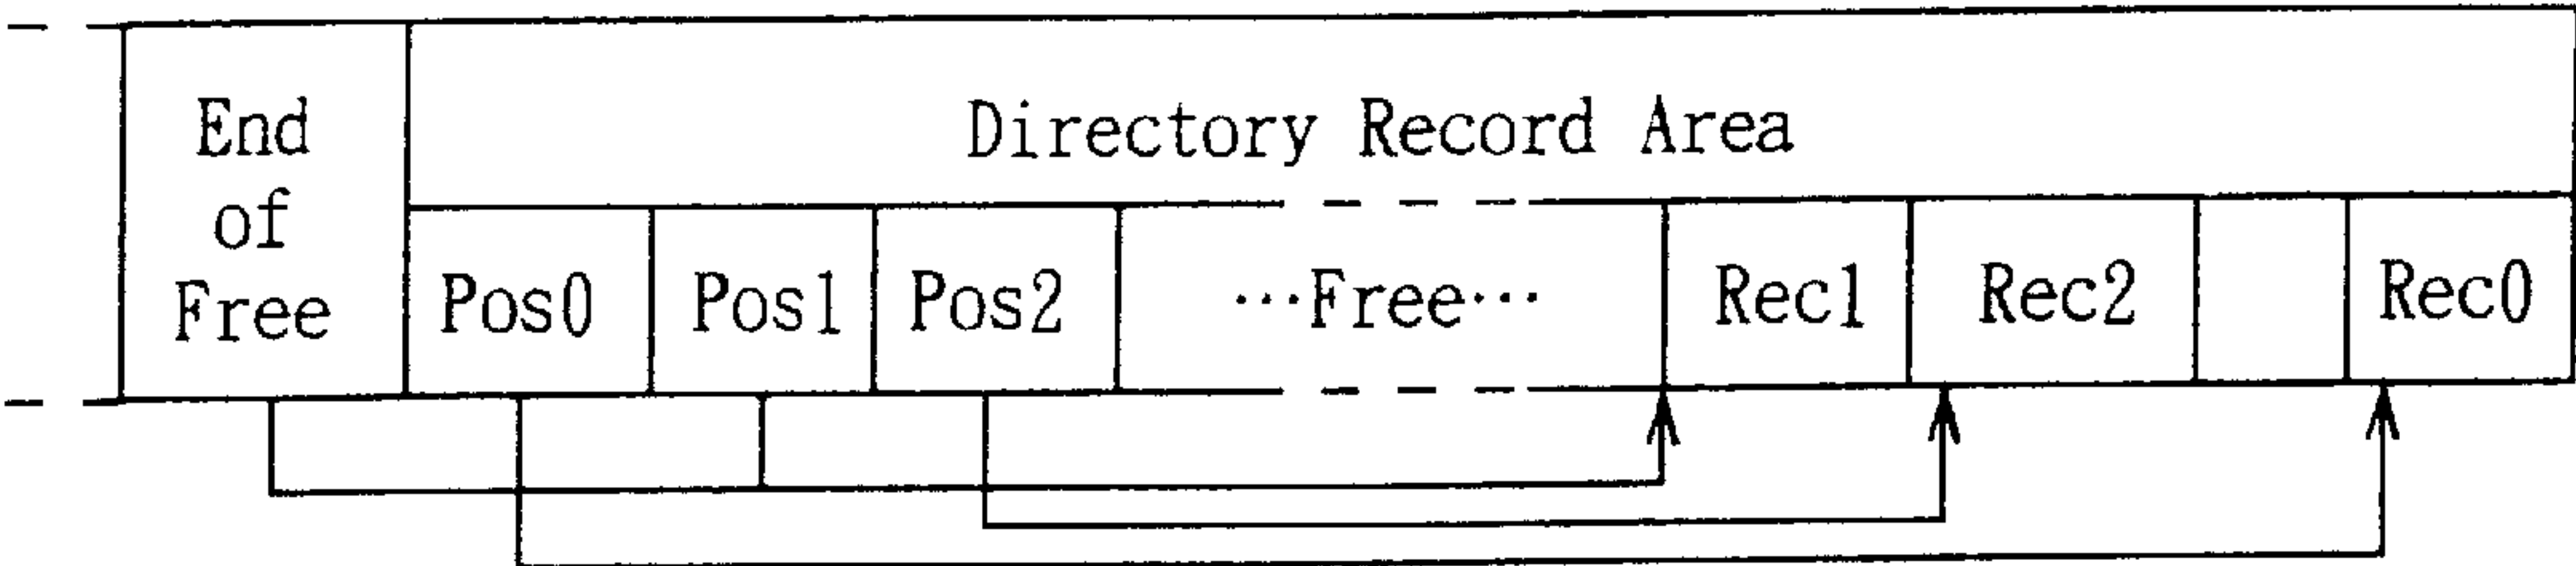 End
of
Free
Directory Record Area
Pos0
Pos1
Pos2
···Free···
Rec1
Rec2
Rec0